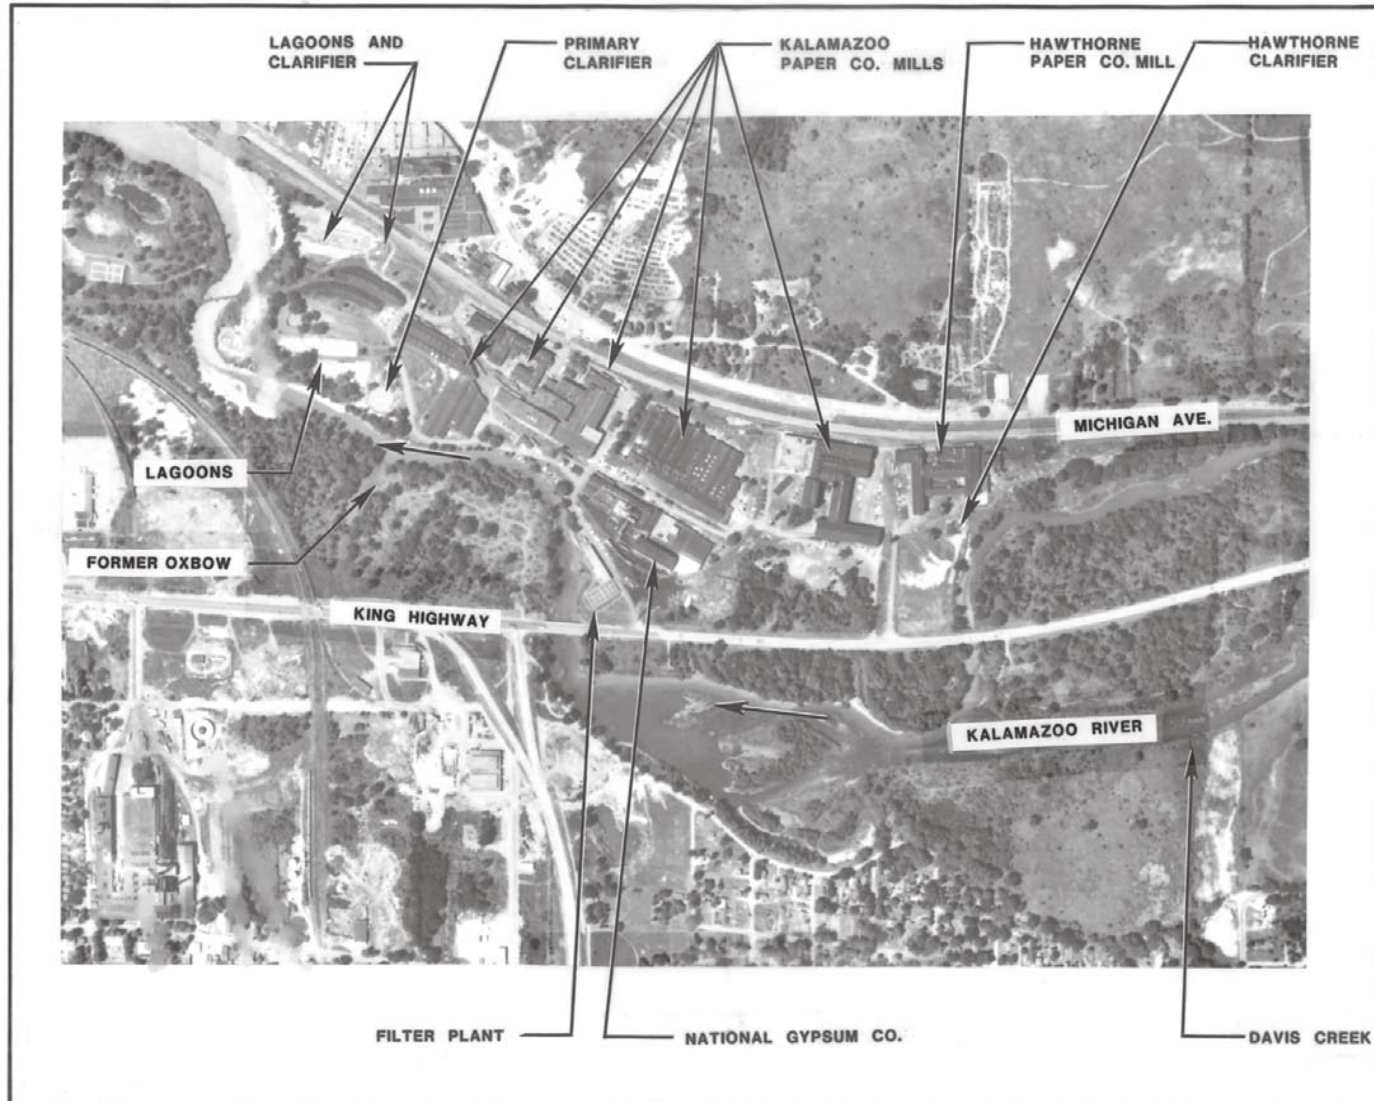 LAGOONS AND
CLARIFIER
PRIMARY
CLARIFIER
KALAMAZOO
PAPER CO. MILLS
HAWTHORNE
PAPER CO. MILL
HAWTHORNE
CLARIFIER
MICHIGAN AVE.
LAGOONS
FORMER OXBOW
KING HIGHWAY
KALAMAZOO RIVER
FILTER PLANT
NATIONAL GYPSUM CO.
DAVIS CREEK